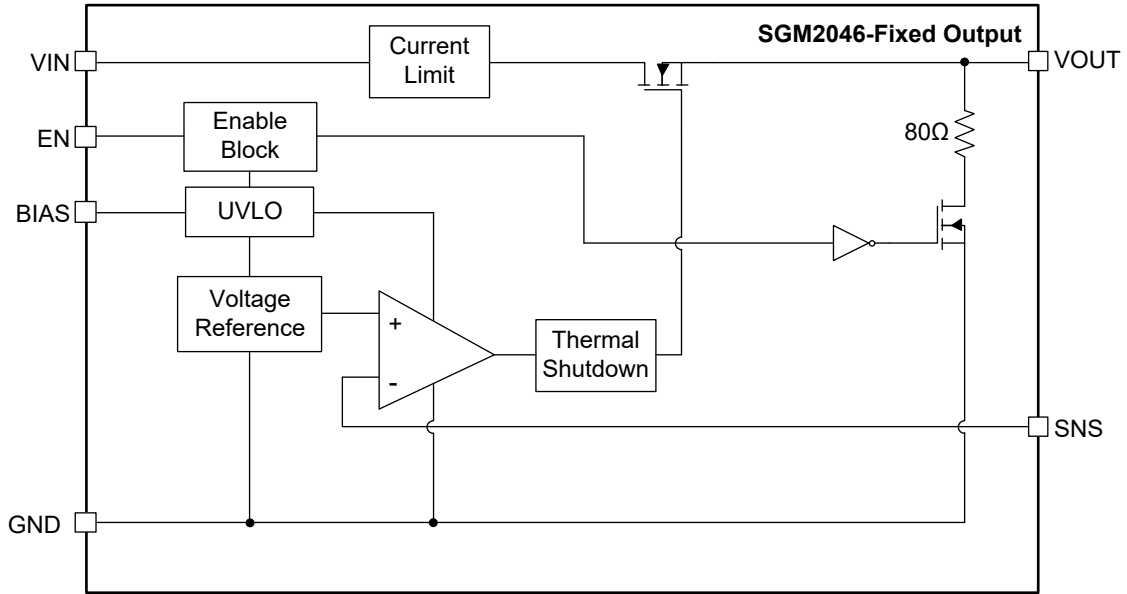 SGM2046-Fixed Output
VIN
Current
Limit
VOUT
EN
Enable
Block
80Ω
BIAS
UVLO
Voltage
Reference
+
-
Thermal
Shutdown
SNS
GND